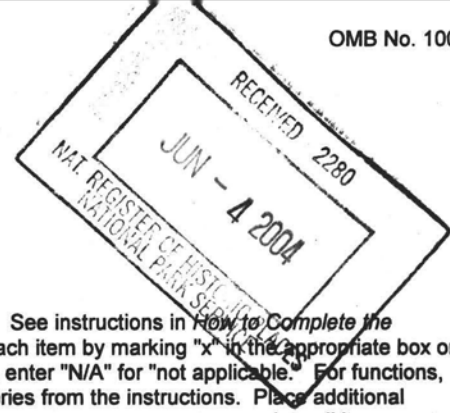 OMB No. 100
RECEIVED 2280
JUN - 4 2004
NAT. REGISTER OF HISTORIC PLACES
NATIONAL PARK SERVICE
See instructions in How to Complete the
ach item by marking "x" in the appropriate box or
enter "N/A" for "not applicable." For functions,
ries from the instructions. Place additional